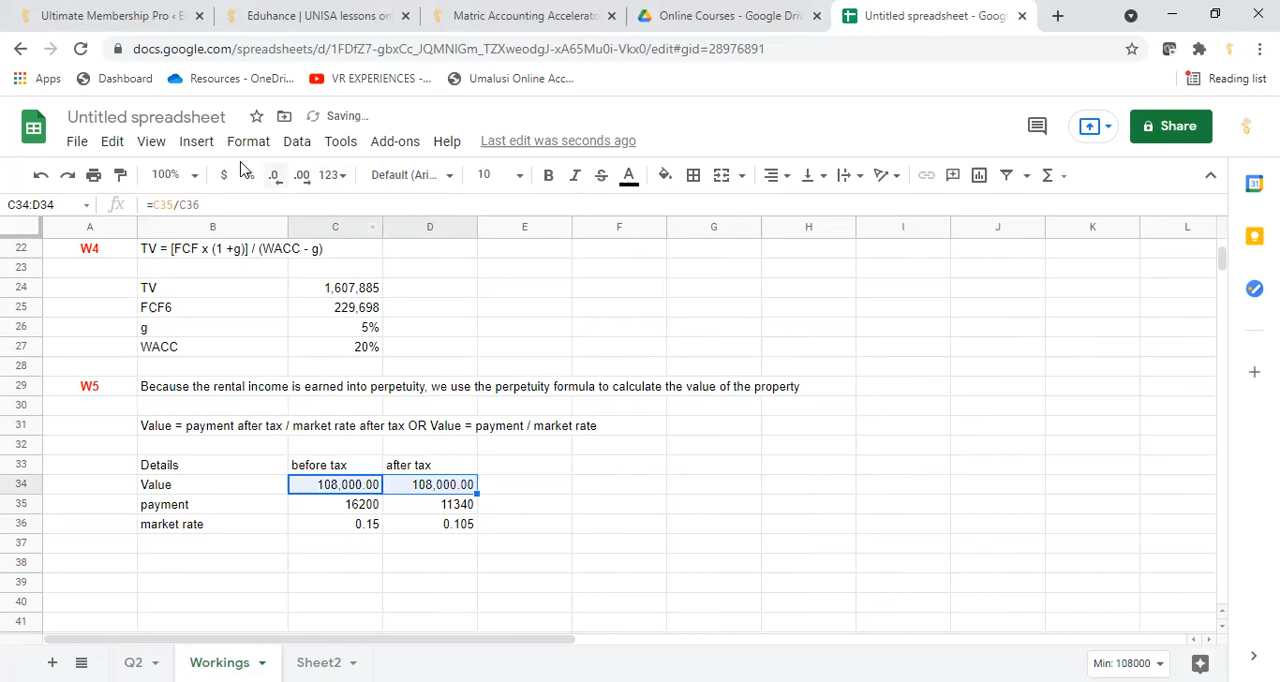 Ultimate Membership Pro ‹ E
Eduhance | UNISA lessons on
Matric Accounting Accelerato
Online Courses - Google Driv
Untitled spreadsheet - Goog
docs.google.com/spreadsheets/d/1FDfZ7-gbxCc_JQMNlGm_TZXweodgJ-xA65Mu0i-Vkx0/edit#gid=28976891
Apps Dashboard Resources - OneDri... VR EXPERIENCES -... Umalusi Online Acc... Reading list
Untitled spreadsheet Saving...
File Edit View Insert Format Data Tools Add-ons Help Last edit was seconds ago Share
100% $ % .0 .00 123 Default (Ari... 10
C34:D34 fx =C35/C36
A B C D E F G H I J K L
22 W4 TV = [FCF x (1 +g)] / (WACC - g)
23
24 TV 1,607,885
25 FCF6 229,698
26 g 5%
27 WACC 20%
28
29 W5 Because the rental income is earned into perpetuity, we use the perpetuity formula to calculate the value of the property
30
31 Value = payment after tax / market rate after tax OR Value = payment / market rate
32
33 Details before tax after tax
34 Value 108,000.00 108,000.00
35 payment 16200 11340
36 market rate 0.15 0.105
37
38
39
40
41
Q2 Workings Sheet2 Min: 108000